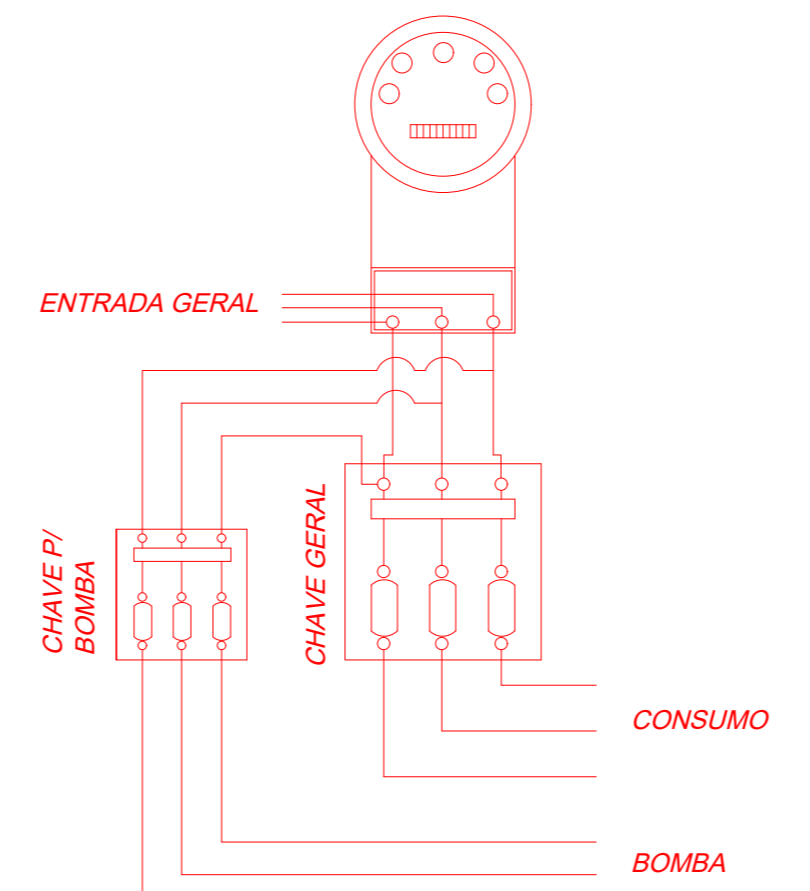 ENTRADA GERAL
CHAVE P/
BOMBA
CHAVE GERAL
CONSUMO
BOMBA